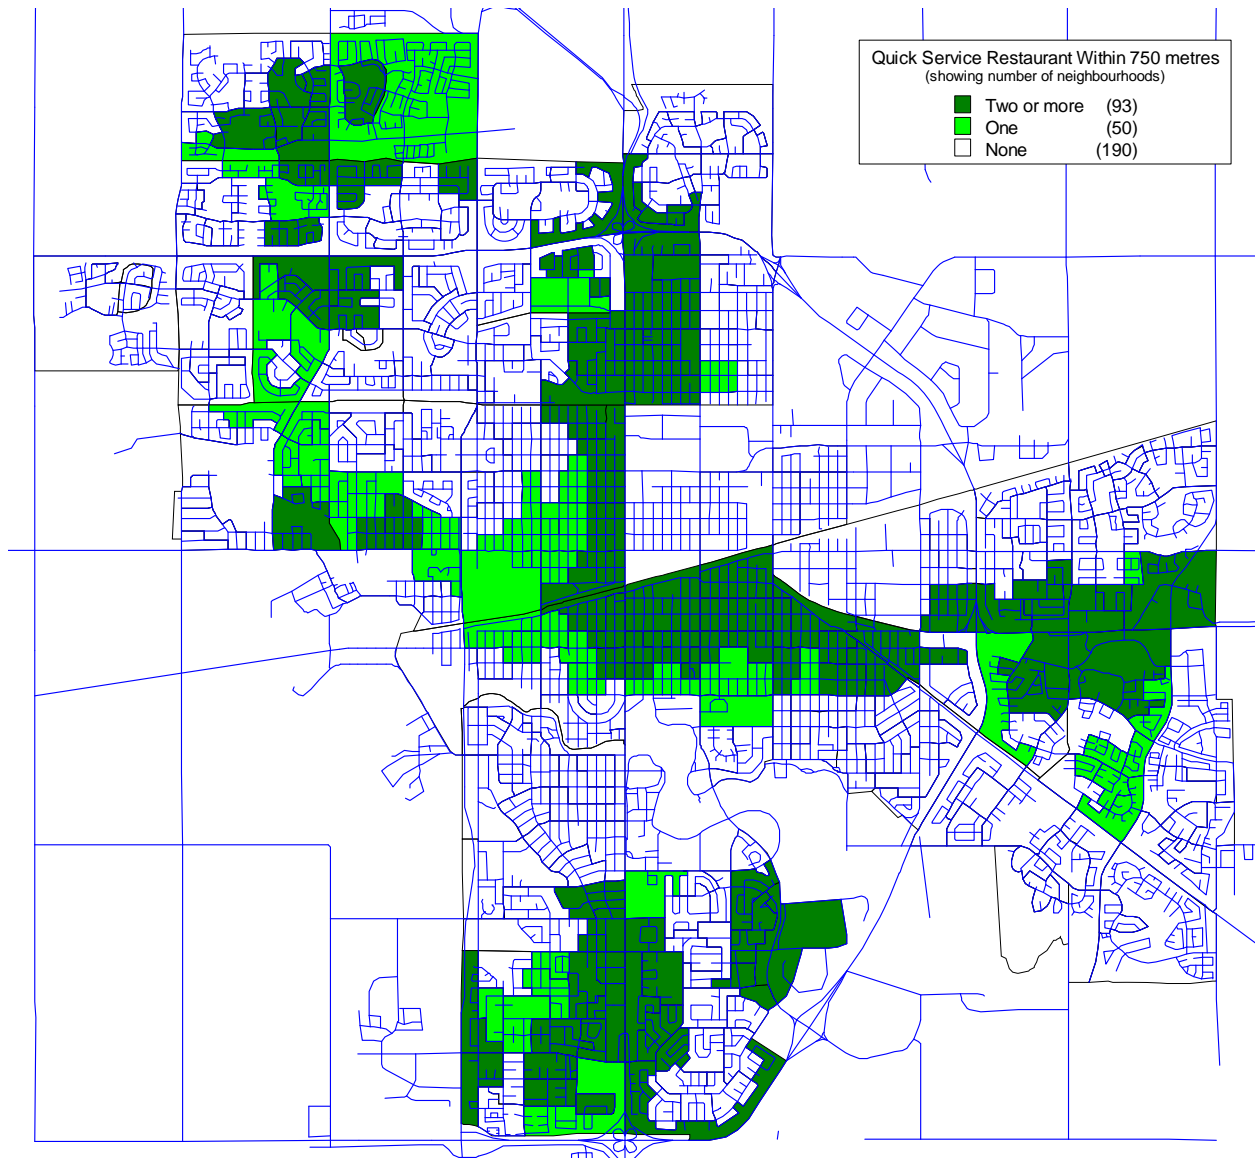 Quick Service Restaurant Within 750 metres
(showing number of neighbourhoods)
Two or more (93)
One (50)
None (190)